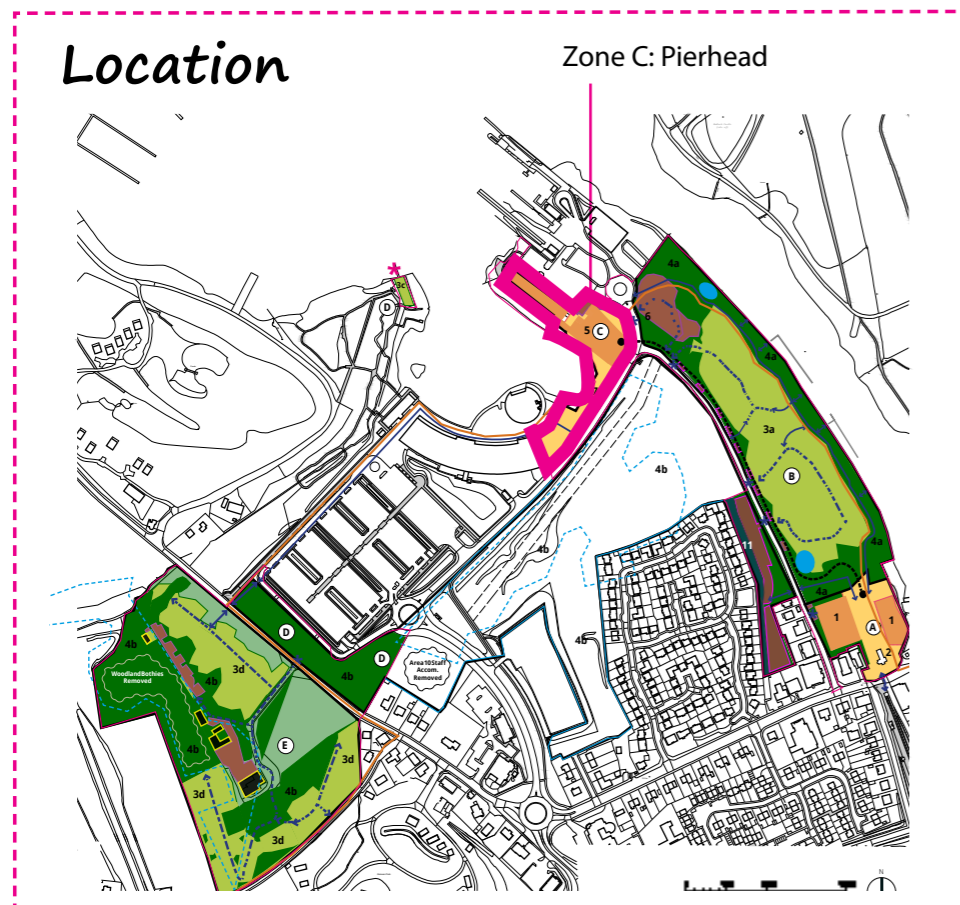 Location
Zone C: Pierhead
4a
*
3c
D
6
5
C
4a
3a
4b
B
11
4b
4a
4a
4b
1
A
1
2
D
4b
3d
D
Area10Staff
Accom.
Removed
WoodlandBothies
Removed
4b
4b
4b
E
3d
3d
4b
3d
N